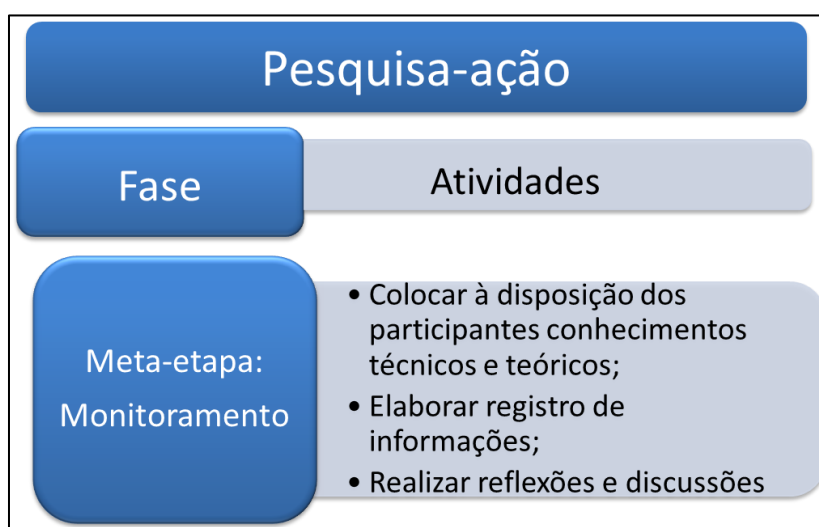 Pesquisa-ação
Fase
Atividades
Meta-etapa:
Monitoramento
• Colocar à disposição dos
participantes conhecimentos
técnicos e teóricos;
• Elaborar registro de
informações;
• Realizar reflexões e discussões